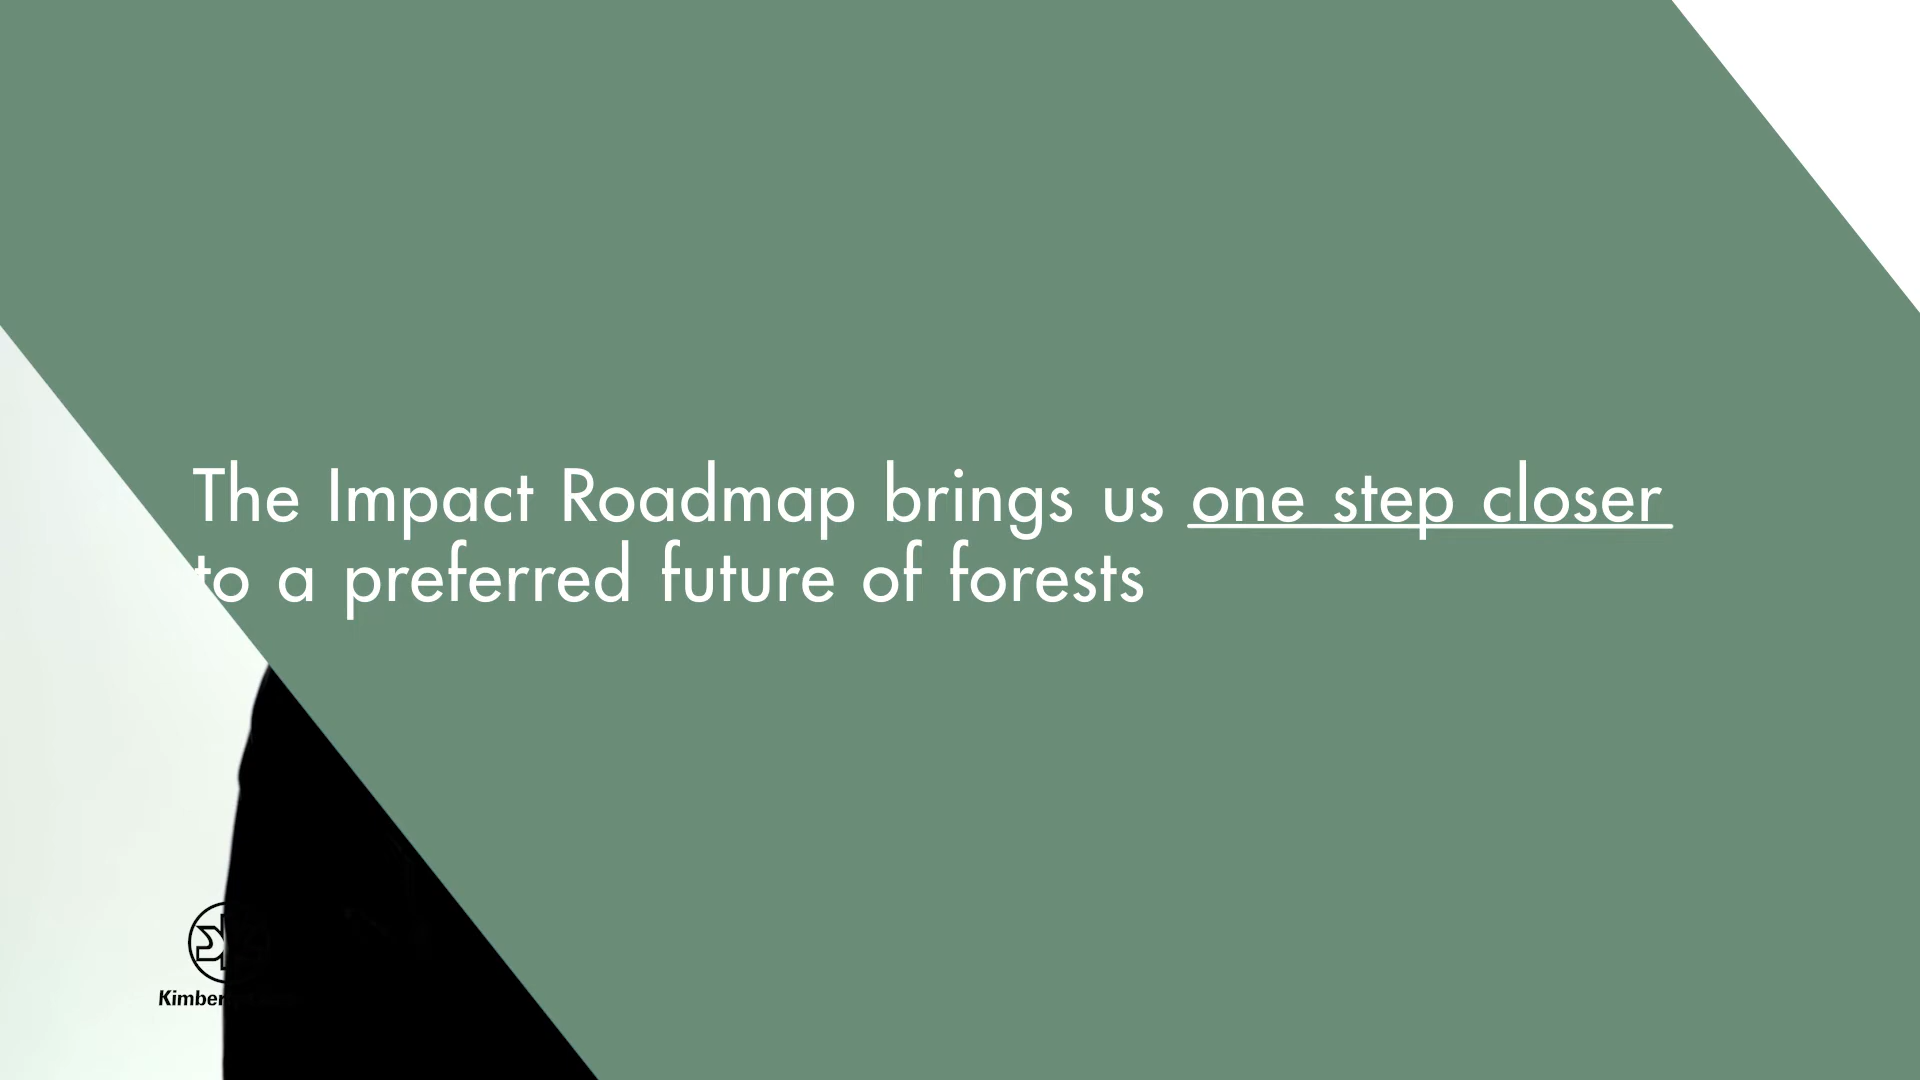 The Impact Roadmap brings us one step closer
to a preferred future of forests